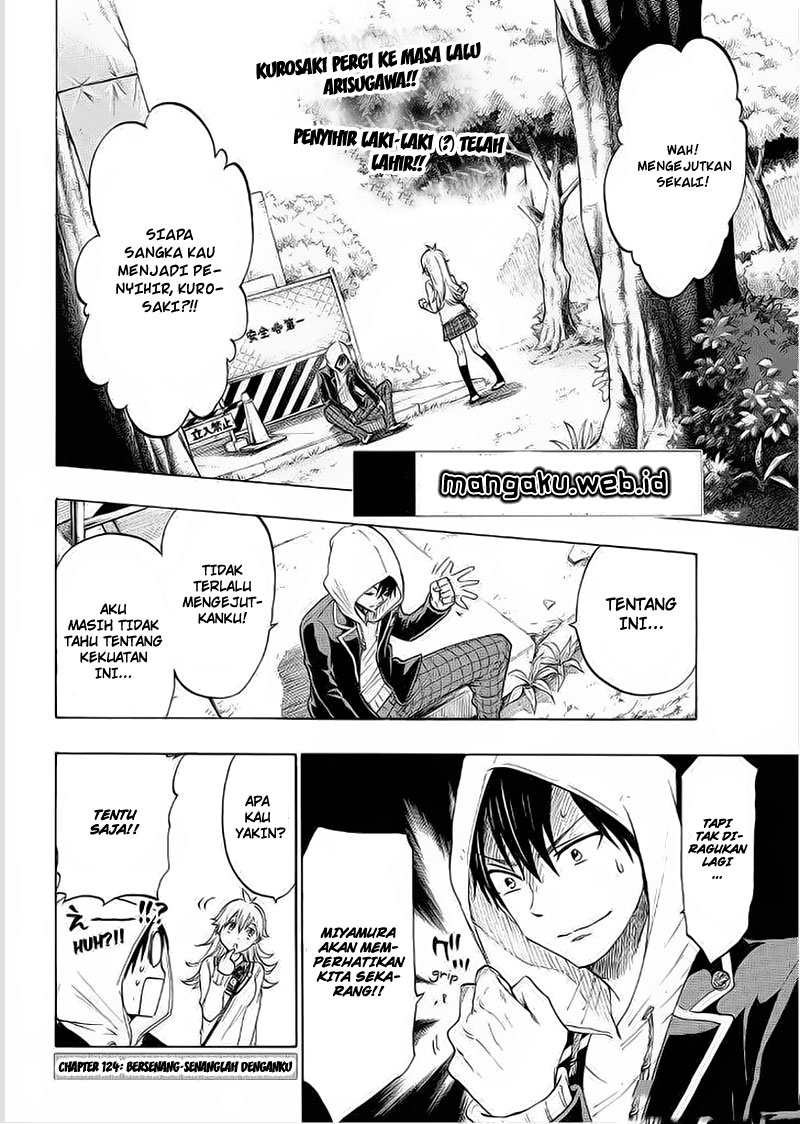 KUROSAKI PERGI KE MASA LALU
ARISUGAWA!!
PENYIHIR LAKI-LAKI (?) TELAH
LAHIR!!
WAH!
MENGEJUTKAN
SEKALI!
SIAPA
SANGKA KAU
MENJADI PE-
NYIHIR, KURO-
SAKI?!!
安全✚第一
立入禁止
mangaku.web.id
TENTANG
INI...
TIDAK
TERLALU
MENGEJUT-
KANKU!
AKU
MASIH TIDAK
TAHU TENTANG
KEKUATAN
INI...
TAPI
TAK DI-
RAGUKAN
LAGI
...
MIYAMURA
AKAN MEM-
PERHATIKAN
KITA SEKA-
RANG!!
グッ
grip
APA
KAU
YAKIN?
TENTU
SAJA!!
えー!!?
HUH?!!
CHAPTER 124: BERSENANG-SENANGLAH DENGANKU